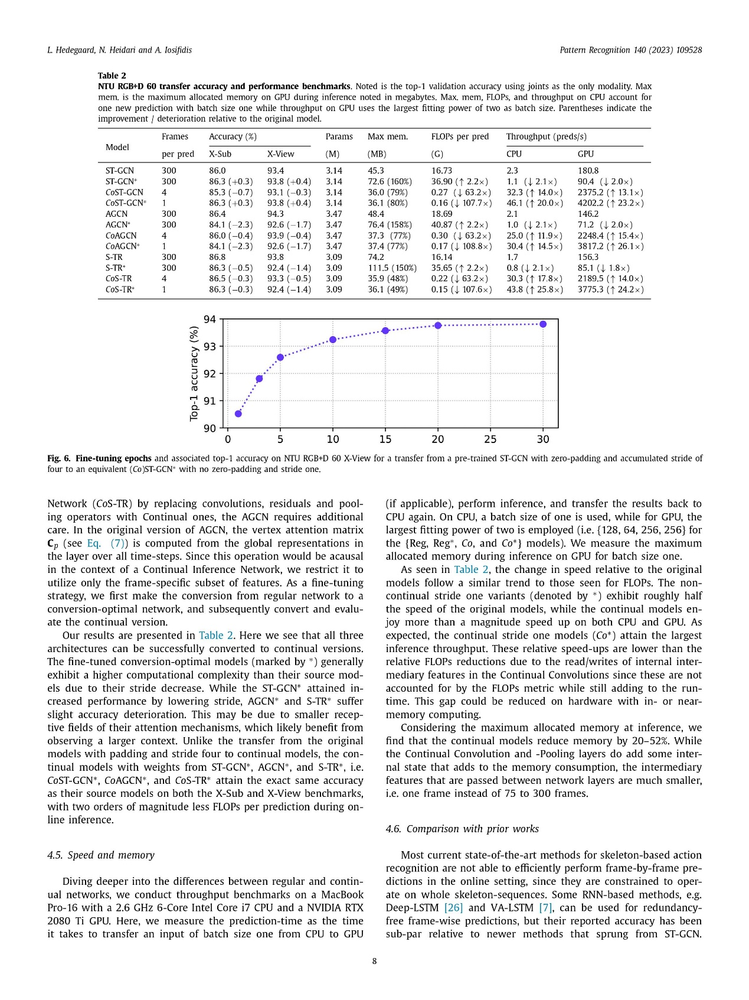 L. Hedegaard, N. Heidari and A. Iosifidis
Pattern Recognition 140 (2023) 109528
Table 2
NTU RGB+D 60 transfer accuracy and performance benchmarks. Noted is the top-1 validation accuracy using joints as the only modality. Max
mem. is the maximum allocated memory on GPU during inference noted in megabytes. Max. mem, FLOPs, and throughput on CPU account for
one new prediction with batch size one while throughput on GPU uses the largest fitting power of two as batch size. Parentheses indicate the
improvement / deterioration relative to the original model.
Model Frames Accuracy (%) Params Max mem. FLOPs per pred Throughput (preds/s)
per pred X-Sub X-View (M) (MB) (G) CPU GPU
ST-GCN 300 86.0 93.4 3.14 45.3 16.73 2.3 180.8
ST-GCN* 300 86.3 (+0.3) 93.8 (+0.4) 3.14 72.6 (160%) 36.90 (↑ 2.2×) 1.1 (↓ 2.1×) 90.4 (↓ 2.0×)
CoST-GCN 4 85.3 (−0.7) 93.1 (−0.3) 3.14 36.0 (79%) 0.27 (↓ 63.2×) 32.3 (↑ 14.0×) 2375.2 (↑ 13.1×)
CoST-GCN* 1 86.3 (+0.3) 93.8 (+0.4) 3.14 36.1 (80%) 0.16 (↓ 107.7×) 46.1 (↑ 20.0×) 4202.2 (↑ 23.2×)
AGCN 300 86.4 94.3 3.47 48.4 18.69 2.1 146.2
AGCN* 300 84.1 (−2.3) 92.6 (−1.7) 3.47 76.4 (158%) 40.87 (↑ 2.2×) 1.0 (↓ 2.1×) 71.2 (↓ 2.0×)
CoAGCN 4 86.0 (−0.4) 93.9 (−0.4) 3.47 37.3 (77%) 0.30 (↓ 63.2×) 25.0 (↑ 11.9×) 2248.4 (↑ 15.4×)
CoAGCN* 1 84.1 (−2.3) 92.6 (−1.7) 3.47 37.4 (77%) 0.17 (↓ 108.8×) 30.4 (↑ 14.5×) 3817.2 (↑ 26.1×)
S-TR 300 86.8 93.8 3.09 74.2 16.14 1.7 156.3
S-TR* 300 86.3 (−0.5) 92.4 (−1.4) 3.09 111.5 (150%) 35.65 (↑ 2.2×) 0.8 (↓ 2.1×) 85.1 (↓ 1.8×)
CoS-TR 4 86.5 (−0.3) 93.3 (−0.5) 3.09 35.9 (48%) 0.22 (↓ 63.2×) 30.3 (↑ 17.8×) 2189.5 (↑ 14.0×)
CoS-TR* 1 86.3 (−0.3) 92.4 (−1.4) 3.09 36.1 (49%) 0.15 (↓ 107.6×) 43.8 (↑ 25.8×) 3775.3 (↑ 24.2×)
Top-1 accuracy (%)
94
93
92
91
90
0 5 10 15 20 25 30
Fig. 6. Fine-tuning epochs and associated top-1 accuracy on NTU RGB+D 60 X-View for a transfer from a pre-trained ST-GCN with zero-padding and accumulated stride of
four to an equivalent (Co)ST-GCN* with no zero-padding and stride one.
Network (CoS-TR) by replacing convolutions, residuals and pool-
ing operators with Continual ones, the AGCN requires additional
care. In the original version of AGCN, the vertex attention matrix
Cp (see Eq. (7)) is computed from the global representations in
the layer over all time-steps. Since this operation would be acausal
in the context of a Continual Inference Network, we restrict it to
utilize only the frame-specific subset of features. As a fine-tuning
strategy, we first make the conversion from regular network to a
conversion-optimal network, and subsequently convert and evalu-
ate the continual version.
Our results are presented in Table 2. Here we see that all three
architectures can be successfully converted to continual versions.
The fine-tuned conversion-optimal models (marked by *) generally
exhibit a higher computational complexity than their source mod-
els due to their stride decrease. While the ST-GCN* attained in-
creased performance by lowering stride, AGCN* and S-TR* suffer
slight accuracy deterioration. This may be due to smaller recep-
tive fields of their attention mechanisms, which likely benefit from
observing a larger context. Unlike the transfer from the original
models with padding and stride four to continual models, the con-
tinual models with weights from ST-GCN*, AGCN*, and S-TR*, i.e.
CoST-GCN*, CoAGCN*, and CoS-TR* attain the exact same accuracy
as their source models on both the X-Sub and X-View benchmarks,
with two orders of magnitude less FLOPs per prediction during on-
line inference.
4.5. Speed and memory
Diving deeper into the differences between regular and contin-
ual networks, we conduct throughput benchmarks on a MacBook
Pro-16 with a 2.6 GHz 6-Core Intel Core i7 CPU and a NVIDIA RTX
2080 Ti GPU. Here, we measure the prediction-time as the time
it takes to transfer an input of batch size one from CPU to GPU
(if applicable), perform inference, and transfer the results back to
CPU again. On CPU, a batch size of one is used, while for GPU, the
largest fitting power of two is employed (i.e. {128, 64, 256, 256} for
the {Reg, Reg*, Co, and Co*} models). We measure the maximum
allocated memory during inference on GPU for batch size one.
As seen in Table 2, the change in speed relative to the original
models follow a similar trend to those seen for FLOPs. The non-
continual stride one variants (denoted by *) exhibit roughly half
the speed of the original models, while the continual models en-
joy more than a magnitude speed up on both CPU and GPU. As
expected, the continual stride one models (Co*) attain the largest
inference throughput. These relative speed-ups are lower than the
relative FLOPs reductions due to the read/writes of internal inter-
mediary features in the Continual Convolutions since these are not
accounted for by the FLOPs metric while still adding to the run-
time. This gap could be reduced on hardware with in- or near-
memory computing.
Considering the maximum allocated memory at inference, we
find that the continual models reduce memory by 20–52%. While
the Continual Convolution and -Pooling layers do add some inter-
nal state that adds to the memory consumption, the intermediary
features that are passed between network layers are much smaller,
i.e. one frame instead of 75 to 300 frames.
4.6. Comparison with prior works
Most current state-of-the-art methods for skeleton-based action
recognition are not able to efficiently perform frame-by-frame pre-
dictions in the online setting, since they are constrained to oper-
ate on whole skeleton-sequences. Some RNN-based methods, e.g.
Deep-LSTM [26] and VA-LSTM [7], can be used for redundancy-
free frame-wise predictions, but their reported accuracy has been
sub-par relative to newer methods that sprung from ST-GCN.
8